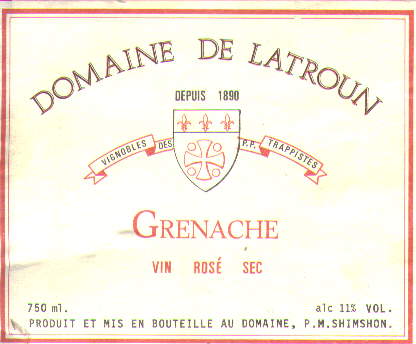 DOMAINE DE LATROUN
DEPUIS 1890
VIGNOBLES DES P.P. TRAPPISTES
GRENACHE
VIN ROSÉ SEC
750 ml. alc 11% VOL.
PRODUIT ET MIS EN BOUTEILLE AU DOMAINE, P.M.SHIMSHON.